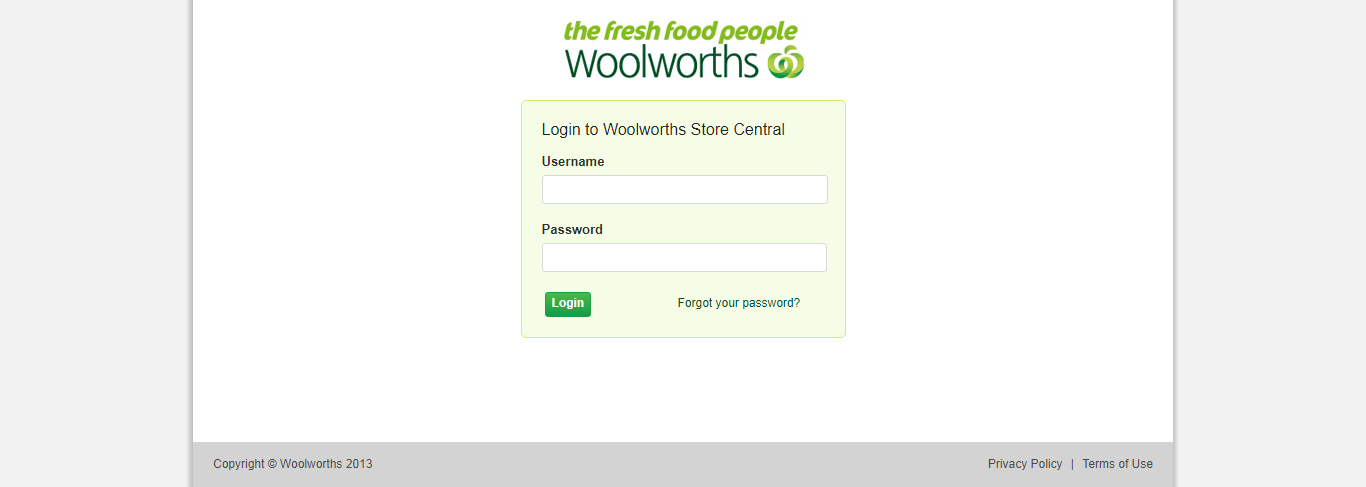 the fresh food people
Woolworths
Login to Woolworths Store Central
Username
Password
Login Forgot your password?
Copyright © Woolworths 2013 Privacy Policy | Terms of Use